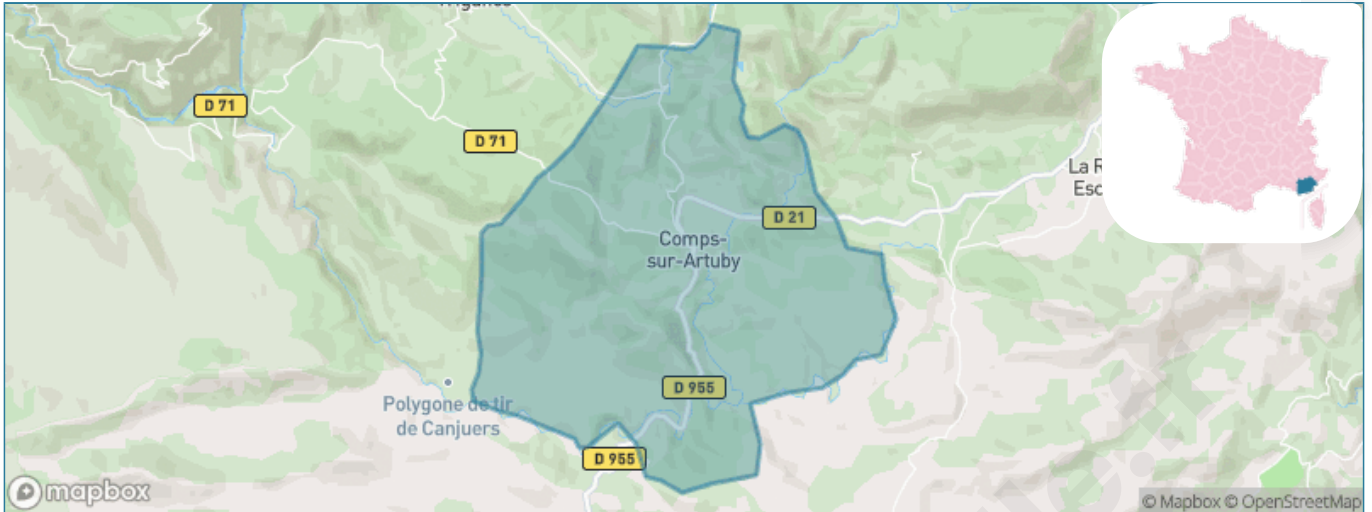 D 71
D 71
La R
Esc
D 21
Comps-
sur-Artuby
D 955
Polygone de tir
de Canjuers
D 955
mapbox
© Mapbox © OpenStreetMap